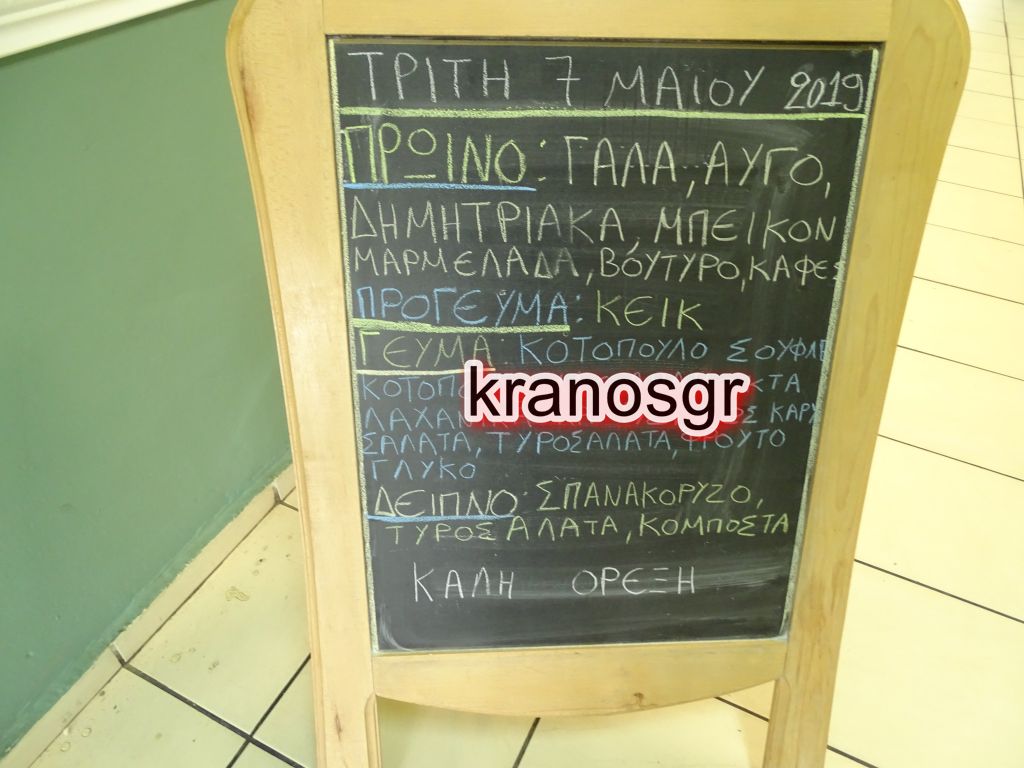 ΤΡΙΤΗ 7 ΜΑΙΟΥ 2019
ΠΡΩΙΝΟ: ΓΑΛΑ, ΑΥΓΟ,
ΔΗΜΗΤΡΙΑΚΑ, ΜΠΕΙΚΟΝ
ΜΑΡΜΕΛΑΔΑ, ΒΟΥΤΥΡΟ, ΚΑΦΕΣ
ΠΡΟΓΕΥΜΑ: ΚΕΙΚ
ΓΕΥΜΑ: ΚΟΤΟΠΟΥΛΟ ΣΟΥΦΛΕ
kranosgr
ΣΑΛΑΤΑ, ΤΥΡΟΣΑΛΑΤΑ, ΦΡΟΥΤΟ
ΓΛΥΚΟ
ΔΕΙΠΝΟ: ΣΠΑΝΑΚΟΡΥΖΟ,
ΤΥΡΟΣΑΛΑΤΑ, ΚΟΜΠΟΣΤΑ
ΚΑΛΗ ΟΡΕΞΗ